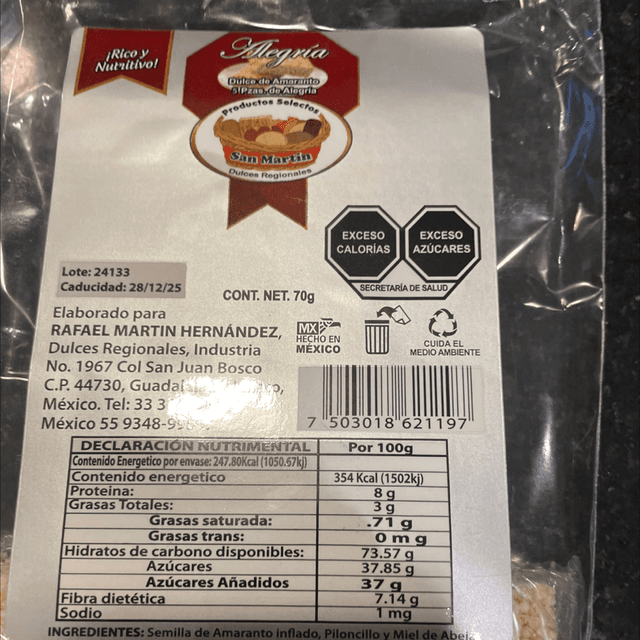 ¡Rico y
Nutritivo!
Alegría
Dulce de Amaranto
5 Pzas. de Alegria
Productos Selectos
San Martín
Dulces Regionales
EXCESO
CALORÍAS
EXCESO
AZÚCARES
SECRETARÍA DE SALUD
Lote: 24133
Caducidad: 28/12/25
CONT. NET. 70g
Elaborado para
RAFAEL MARTIN HERNÁNDEZ,
Dulces Regionales, Industria
No. 1967 Col San Juan Bosco
C.P. 44730,
México. Tel: 33 3
México 55 9348-
MX
HECHO EN
MÉXICO
CUIDA EL
MEDIO AMBIENTE
7 503018 621197
DECLARACIÓN NUTRIMENTAL Por 100g
Contenido Energetico por envase: 247.80Kcal (1050.57kj)
Contenido energetico 354 Kcal (1502kj)
Proteina: 8 g
Grasas Totales: 3 g
Grasas saturada: .71 g
Grasas trans: 0 m g
Hidratos de carbono disponibles: 73.57 g
Azúcares 37.85 g
Azúcares Añadidos 37 g
Fibra dietética 7.14 g
Sodio 1 mg
INGREDIENTES: Semilla de Amaranto inflado, Piloncillo y Miel de Abeja